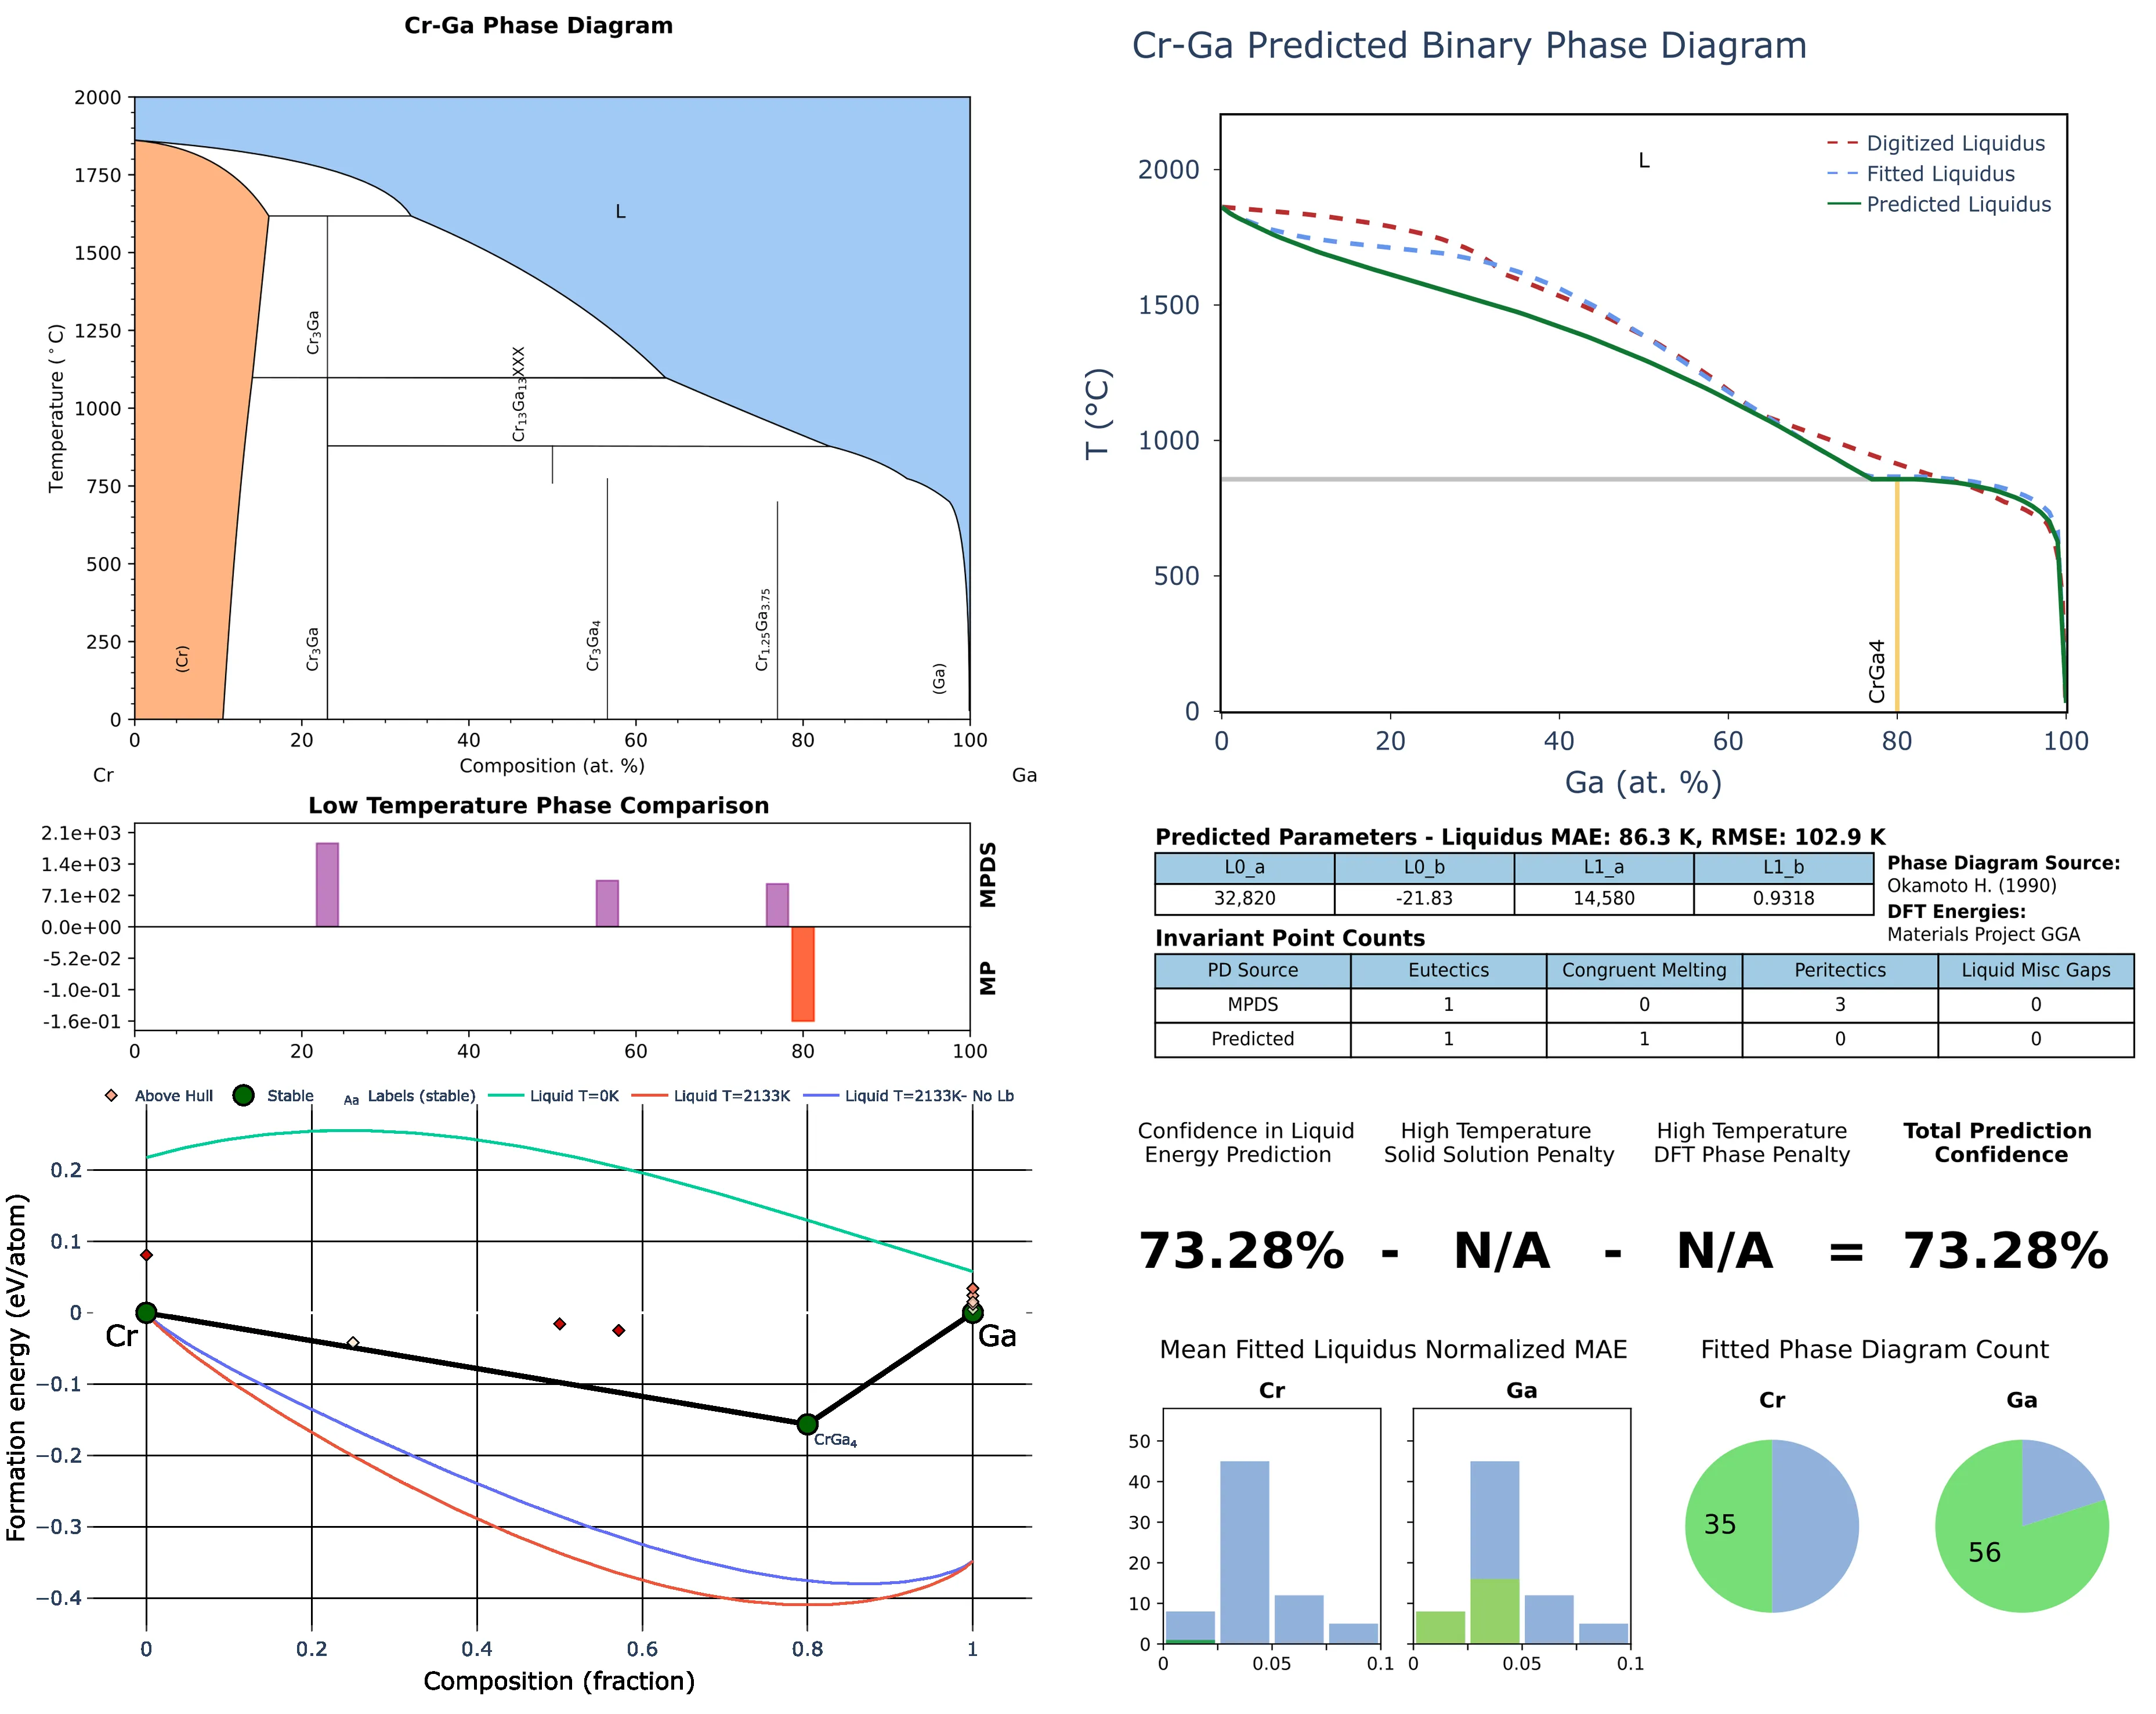 Cr-Ga Phase Diagram
2000
1750
1500
1250
1000
750
500
250
0
Temperature (°C)
L
Cr₃Ga
Cr₁₃Ga₁₃XXX
(Cr)
Cr₃Ga
Cr₃Ga₄
Cr₁.₂₅Ga₃.₇₅
(Ga)
0 20 40 60 80 100
Composition (at. %)
Cr Ga
Low Temperature Phase Comparison
2.1e+03
1.4e+03
7.1e+02
0.0e+00
-5.2e-02
-1.0e-01
-1.6e-01
MPDS
MP
0 20 40 60 80 100
Above Hull Stable Aa Labels (stable) Liquid T=0K Liquid T=2133K Liquid T=2133K- No Lb
0.2
0.1
0
−0.1
−0.2
−0.3
−0.4
Formation energy (eV/atom)
Cr
Ga
CrGa₄
0 0.2 0.4 0.6 0.8 1
Composition (fraction)
Cr-Ga Predicted Binary Phase Diagram
L
Digitized Liquidus
Fitted Liquidus
Predicted Liquidus
2000
1500
1000
500
0
T (°C)
CrGa4
0 20 40 60 80 100
Ga (at. %)
Predicted Parameters - Liquidus MAE: 86.3 K, RMSE: 102.9 K
L0_a L0_b L1_a L1_b
32,820 -21.83 14,580 0.9318
Phase Diagram Source:
Okamoto H. (1990)
DFT Energies:
Materials Project GGA
Invariant Point Counts
PD Source Eutectics Congruent Melting Peritectics Liquid Misc Gaps
MPDS 1 0 3 0
Predicted 1 1 0 0
Confidence in Liquid
Energy Prediction
High Temperature
Solid Solution Penalty
High Temperature
DFT Phase Penalty
Total Prediction
Confidence
73.28% - N/A - N/A = 73.28%
Mean Fitted Liquidus Normalized MAE
Cr Ga
50
40
30
20
10
0
0 0.05 0.1 0 0.05 0.1
Fitted Phase Diagram Count
Cr Ga
35
56